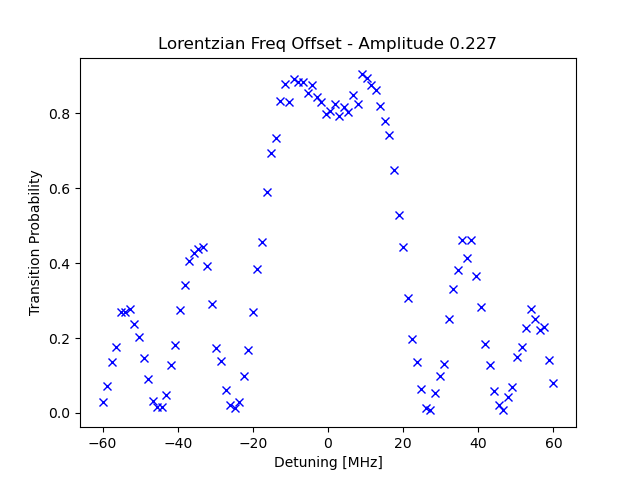 Lorentzian Freq Offset - Amplitude 0.227
Transition Probability
0.8
0.6
0.4
0.2
0.0
−60 −40 −20 0 20 40 60
Detuning [MHz]